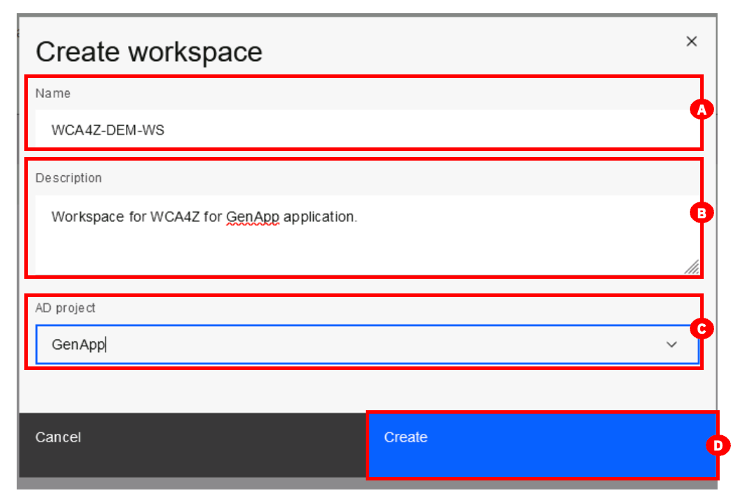 Create workspace
Name
A
WCA4Z-DEM-WS
Description
Workspace for WCA4Z for GenApp application.
B
AD project
C
GenApp
Cancel
Create
D